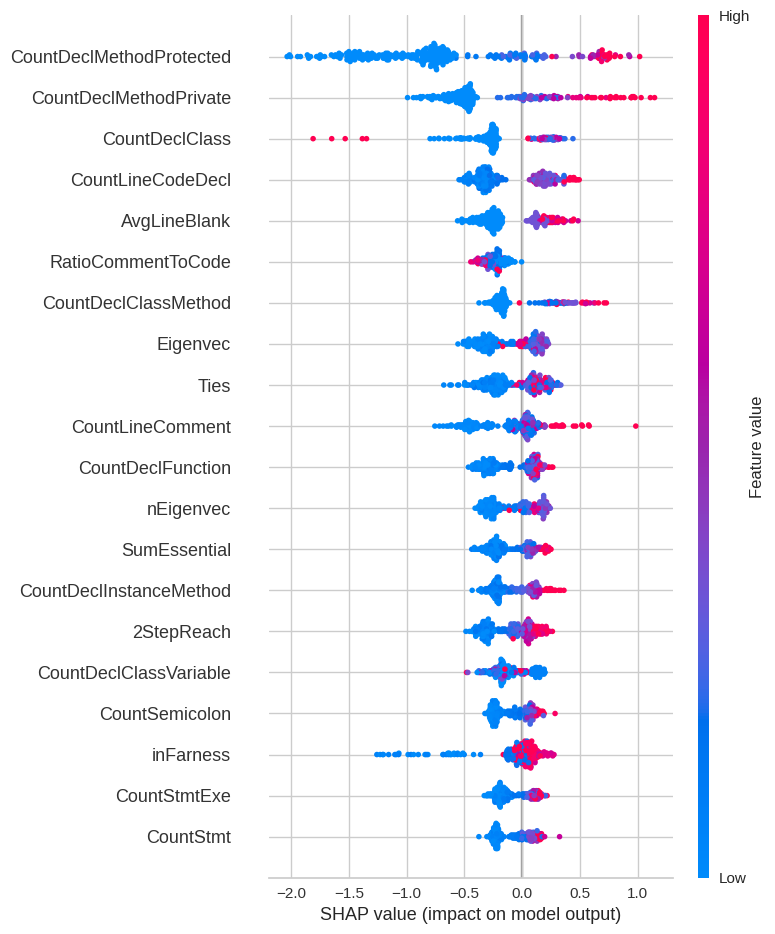 High
CountDeclMethodProtected
CountDeclMethodPrivate
CountDeclClass
CountLineCodeDecl
AvgLineBlank
RatioCommentToCode
CountDeclClassMethod
Eigenvec
Ties
CountLineComment
CountDeclFunction
nEigenvec
SumEssential
CountDeclInstanceMethod
2StepReach
CountDeclClassVariable
CountSemicolon
inFarness
CountStmtExe
CountStmt
Feature value
Low
−2.0 −1.5 −1.0 −0.5 0.0 0.5 1.0
SHAP value (impact on model output)